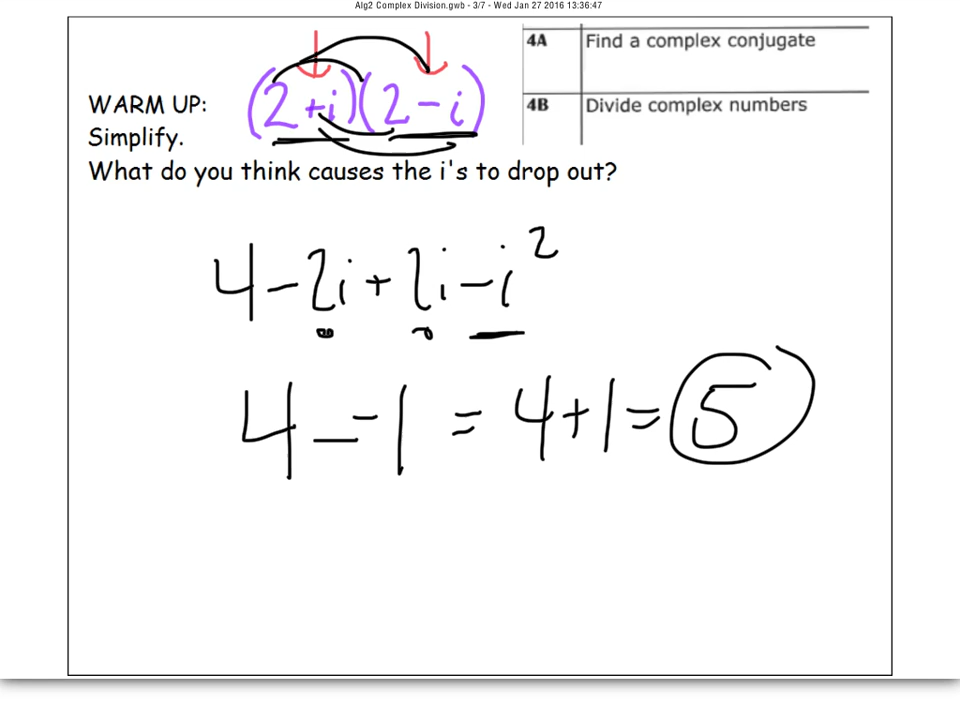 Alg2 Complex Division.gwb - 3/7 - Wed Jan 27 2016 13:36:47
4A Find a complex conjugate
(2+i)(2-i)
WARM UP:
4B Divide complex numbers
Simplify.
What do you think causes the i's to drop out?
4-2i+2i-i²
4 - -1 = 4+1=5